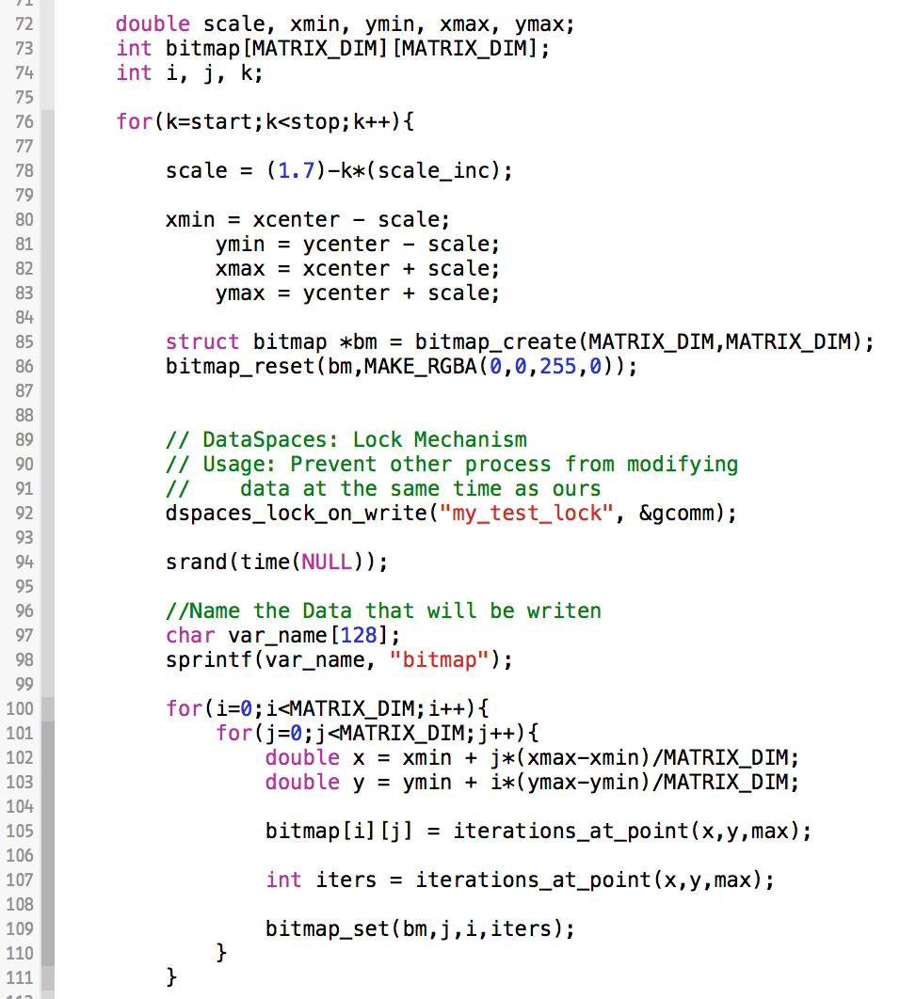 72 double scale, xmin, ymin, xmax, ymax;
73 int bitmap[MATRIX_DIM][MATRIX_DIM];
74 int i, j, k;
75
76 for(k=start;k<stop;k++){
77
78 scale = (1.7)-k*(scale_inc);
79
80 xmin = xcenter - scale;
81 ymin = ycenter - scale;
82 xmax = xcenter + scale;
83 ymax = ycenter + scale;
84
85 struct bitmap *bm = bitmap_create(MATRIX_DIM,MATRIX_DIM);
86 bitmap_reset(bm,MAKE_RGBA(0,0,255,0));
87
88
89 // DataSpaces: Lock Mechanism
90 // Usage: Prevent other process from modifying
91 //    data at the same time as ours
92 dspaces_lock_on_write("my_test_lock", &gcomm);
93
94 srand(time(NULL));
95
96 //Name the Data that will be writen
97 char var_name[128];
98 sprintf(var_name, "bitmap");
99
100 for(i=0;i<MATRIX_DIM;i++){
101 for(j=0;j<MATRIX_DIM;j++){
102 double x = xmin + j*(xmax-xmin)/MATRIX_DIM;
103 double y = ymin + i*(ymax-ymin)/MATRIX_DIM;
104
105 bitmap[i][j] = iterations_at_point(x,y,max);
106
107 int iters = iterations_at_point(x,y,max);
108
109 bitmap_set(bm,j,i,iters);
110 }
111 }